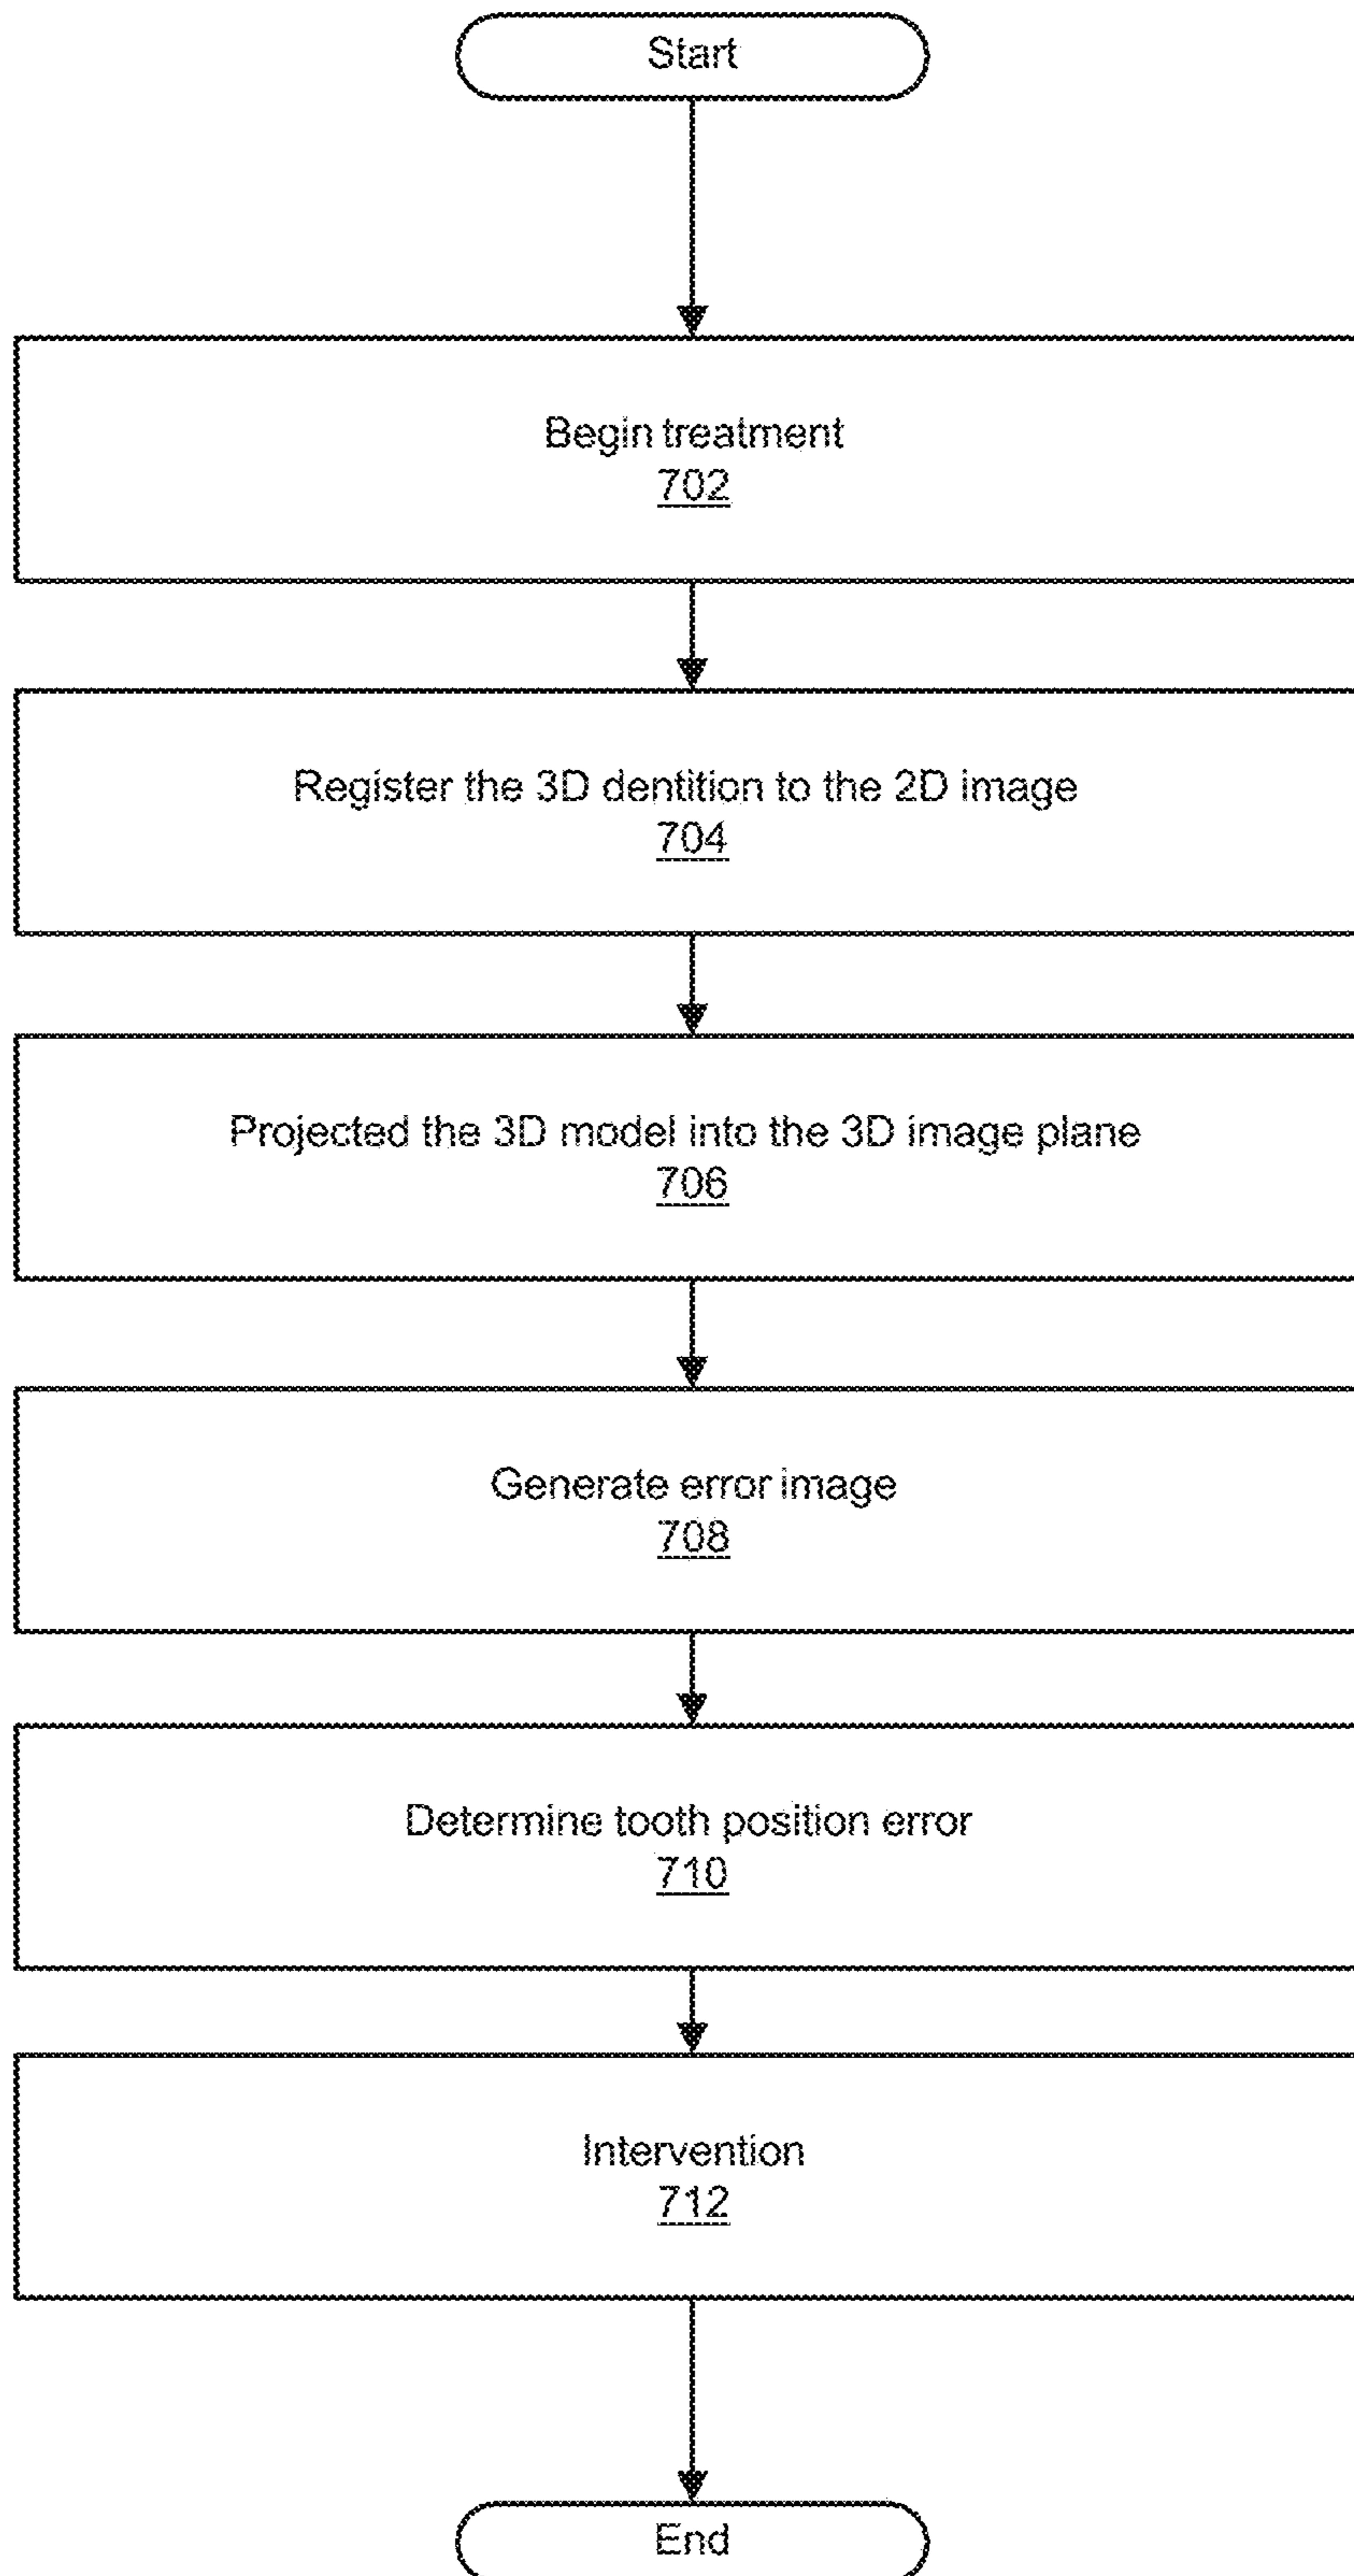 Start
Begin treatment
702
Register the 3D dentition to the 2D image
704
Projected the 3D model into the 3D image plane
706
Generate error image
708
Determine tooth position error
710
Intervention
712
End